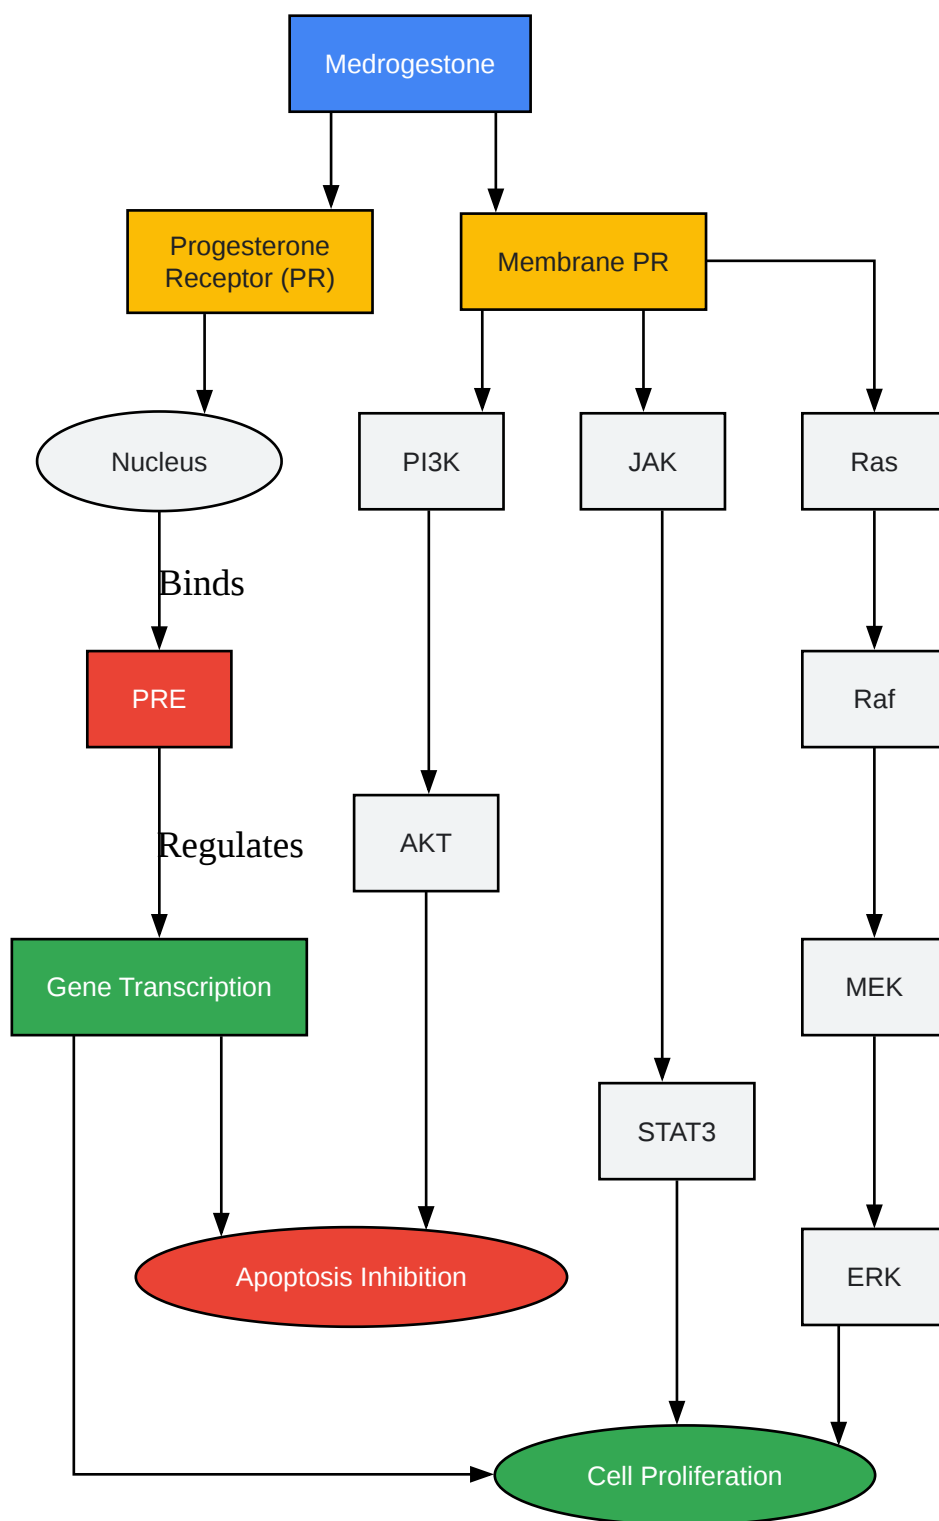 Medrogestone
Progesterone
Receptor (PR)
Membrane PR
Nucleus
PI3K
JAK
Ras
Binds
PRE
Raf
Regulates
AKT
Gene Transcription
MEK
STAT3
Apoptosis Inhibition
ERK
Cell Proliferation